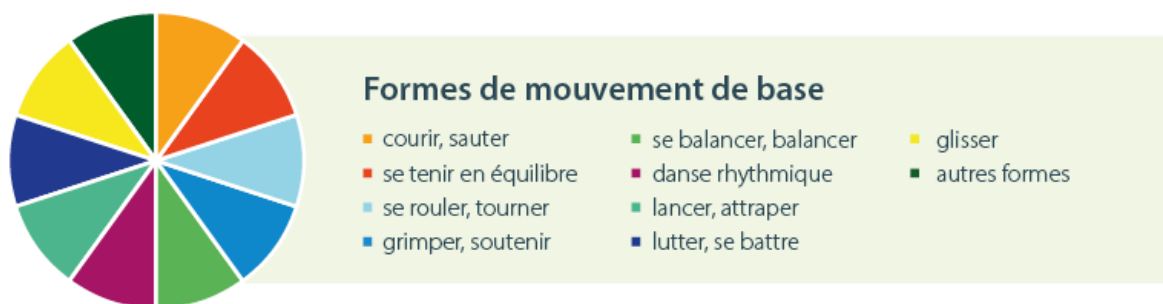 Formes de mouvement de base
courir, sauter
se tenir en équilibre
se rouler, tourner
grimper, soutenir
se balancer, balancer
danse rhythmique
lancer, attraper
lutter, se battre
glisser
autres formes